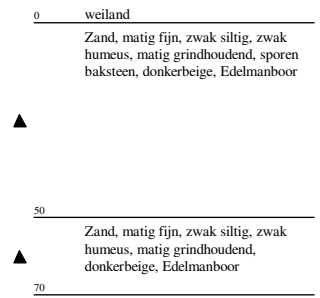 0 weiland
Zand, matig fijn, zwak siltig, zwak
humeus, matig grindhoudend, sporen
baksteen, donkerbeige, Edelmanboor
50
Zand, matig fijn, zwak siltig, zwak
humeus, matig grindhoudend,
donkerbeige, Edelmanboor
70